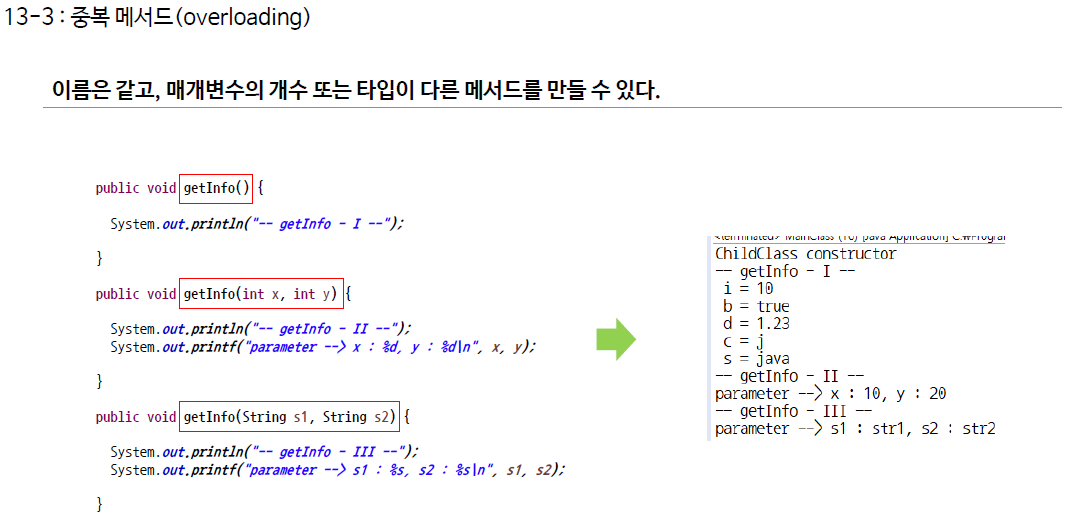 13-3 : 중복 메서드(overloading)
이름은 같고, 매개변수의 개수 또는 타입이 다른 메서드를 만들 수 있다.
public void getInfo() {
System.out.println("-- getInfo - I --");
}
public void getInfo(int x, int y) {
System.out.println("-- getInfo - II --");
System.out.printf("parameter --> x : %d, y : %d\n", x, y);
}
public void getInfo(String s1, String s2) {
System.out.println("-- getInfo - III --");
System.out.printf("parameter --> s1 : %s, s2 : %s\n", s1, s2);
}
<terminated> MainClass (10) [Java Application] C:\Program
ChildClass constructor
-- getInfo - I --
i = 10
b = true
d = 1.23
c = j
s = java
-- getInfo - II --
parameter --> x : 10, y : 20
-- getInfo - III --
parameter --> s1 : str1, s2 : str2